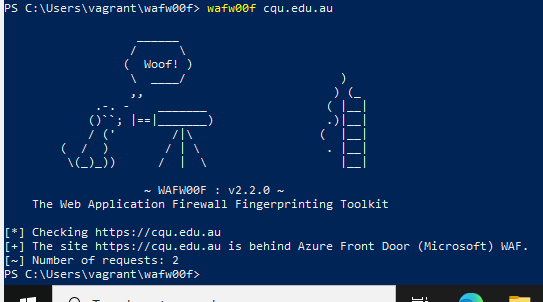 PS C:\Users\vagrant\wafw00f> wafw00f cqu.edu.au
( Woof! )
~ WAFW00F : v2.2.0 ~
The Web Application Firewall Fingerprinting Toolkit
[*] Checking https://cqu.edu.au
[+] The site https://cqu.edu.au is behind Azure Front Door (Microsoft) WAF.
[~] Number of requests: 2
PS C:\Users\vagrant\wafw00f>